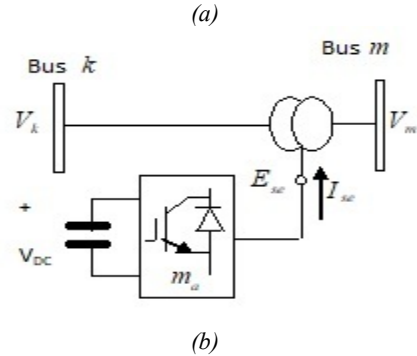 (a)
Bus m
Bus k
V_k
V_m
E_se
I_se
+
V_DC
m_a
(b)